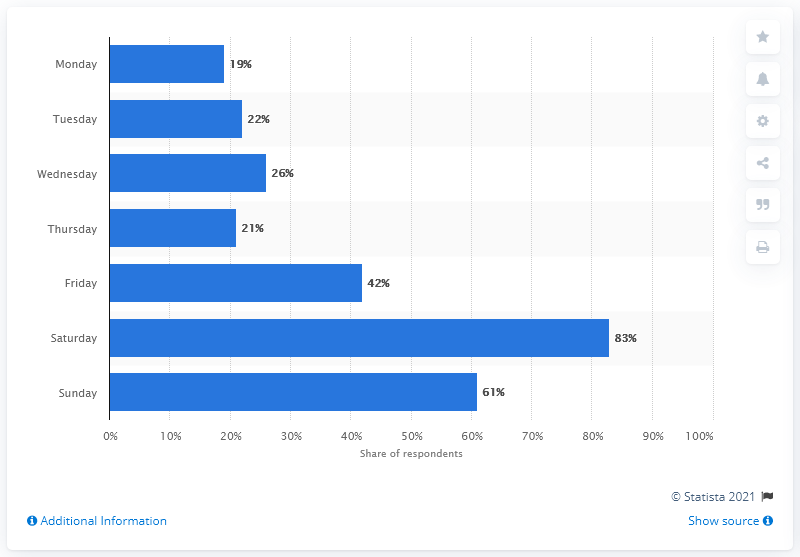 Monday 19%
Tuesday 22%
Wednesday 26%
Thursday 21%
Friday 42%
Saturday 83%
Sunday 61%
0% 10% 20% 30% 40% 50% 60% 70% 80% 90% 100%
Share of respondents
© Statista 2021
Additional Information Show source